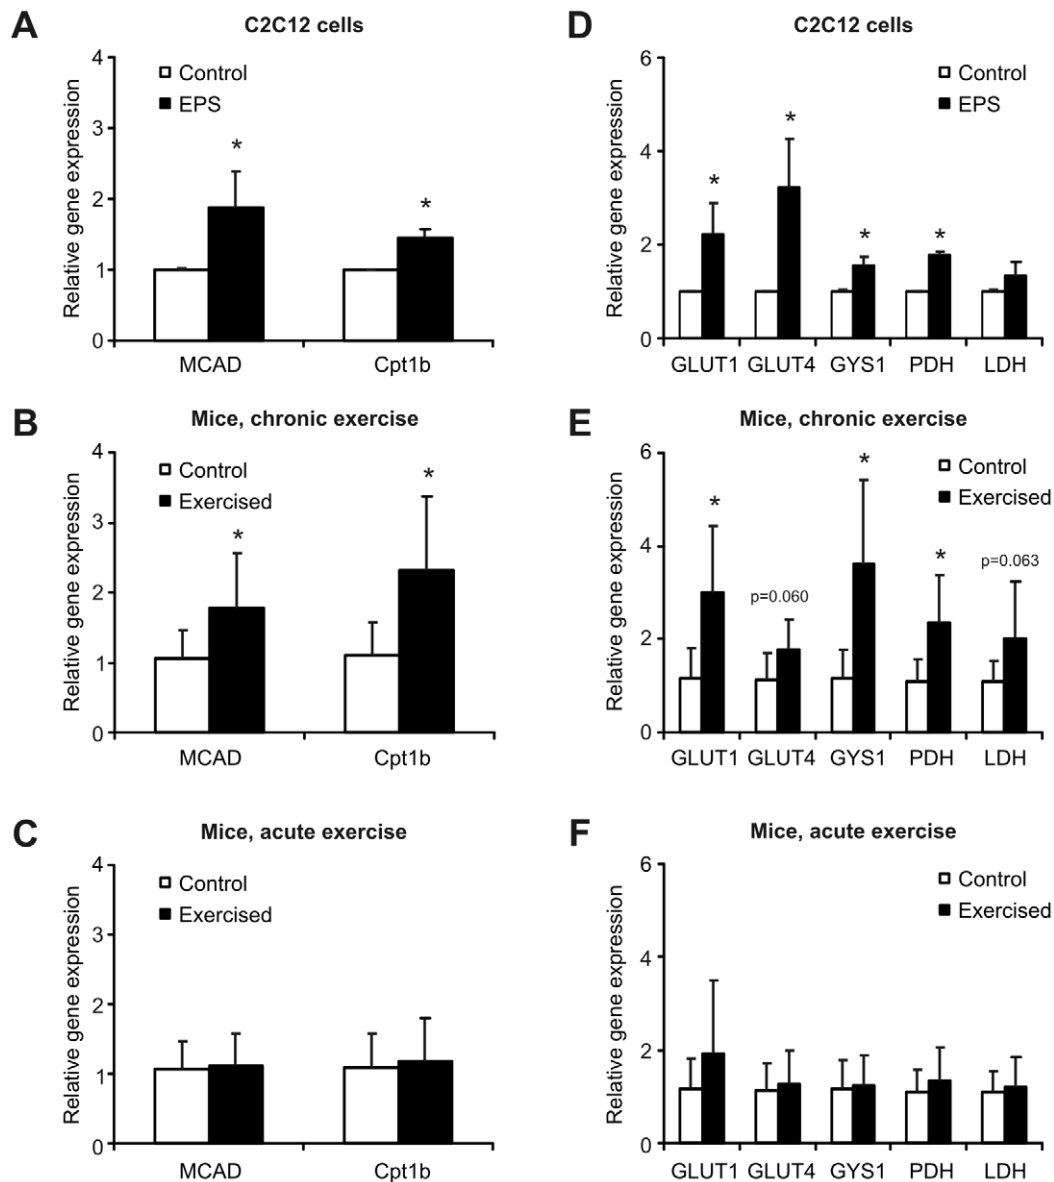 A
C2C12 cells
Relative gene expression
4
3
2
1
0
Control
EPS
*
*
MCAD Cpt1b
D
C2C12 cells
Relative gene expression
6
4
2
0
Control
EPS
*
*
*
*
GLUT1 GLUT4 GYS1 PDH LDH
B
Mice, chronic exercise
Relative gene expression
4
3
2
1
0
Control
Exercised
*
*
MCAD Cpt1b
E
Mice, chronic exercise
Relative gene expression
6
4
2
0
Control
Exercised
*
p=0.060
*
*
p=0.063
GLUT1 GLUT4 GYS1 PDH LDH
C
Mice, acute exercise
Relative gene expression
4
3
2
1
0
Control
Exercised
MCAD Cpt1b
F
Mice, acute exercise
Relative gene expression
6
4
2
0
Control
Exercised
GLUT1 GLUT4 GYS1 PDH LDH